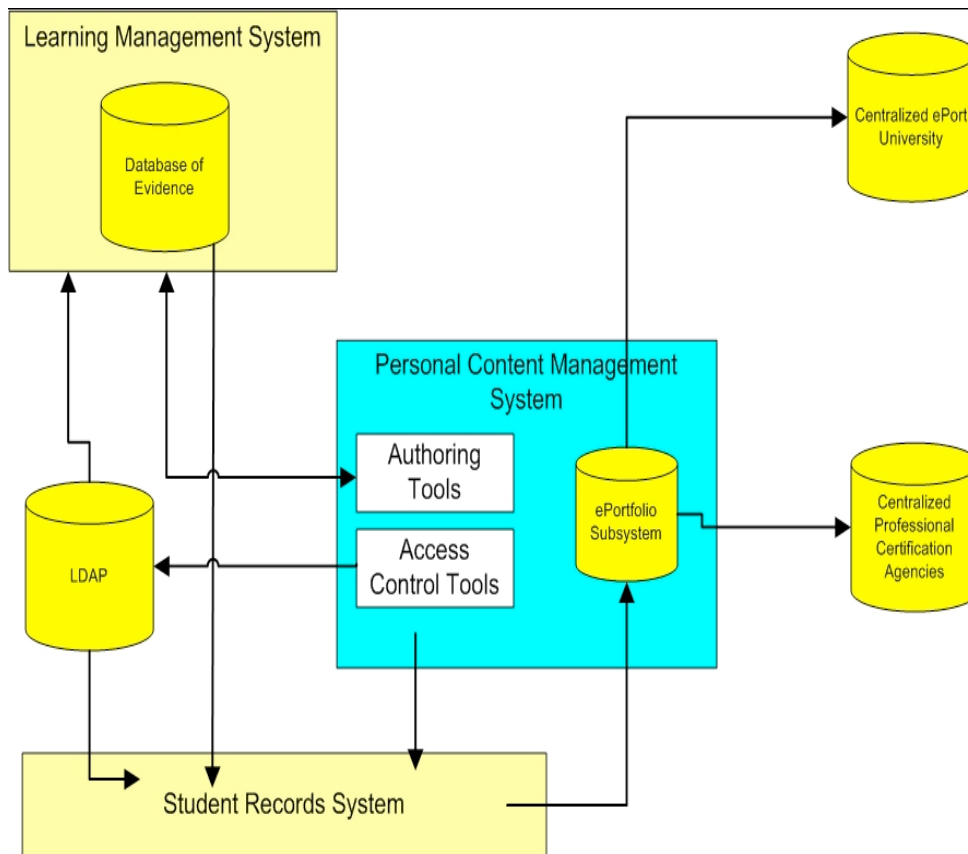 Learning Management System
Database of
Evidence
Centralized ePort
University
Personal Content Management
System
Authoring
Tools
ePortfolio
Subsystem
Access
Control Tools
Centralized
Professional
Certification
Agencies
LDAP
Student Records System